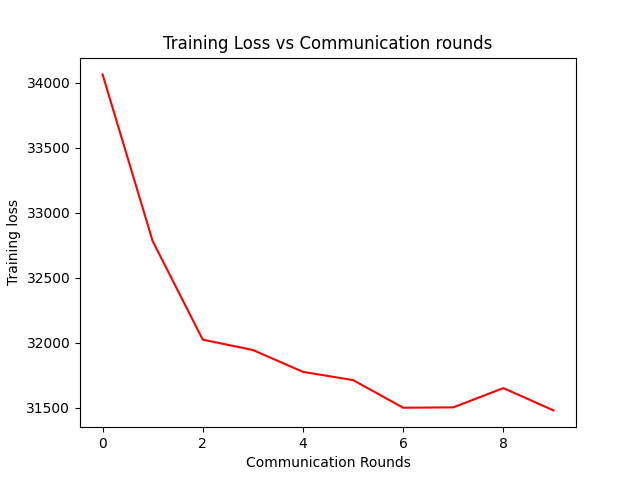 Training Loss vs Communication rounds
34000
33500
33000
32500
32000
31500
Training loss
0 2 4 6 8
Communication Rounds